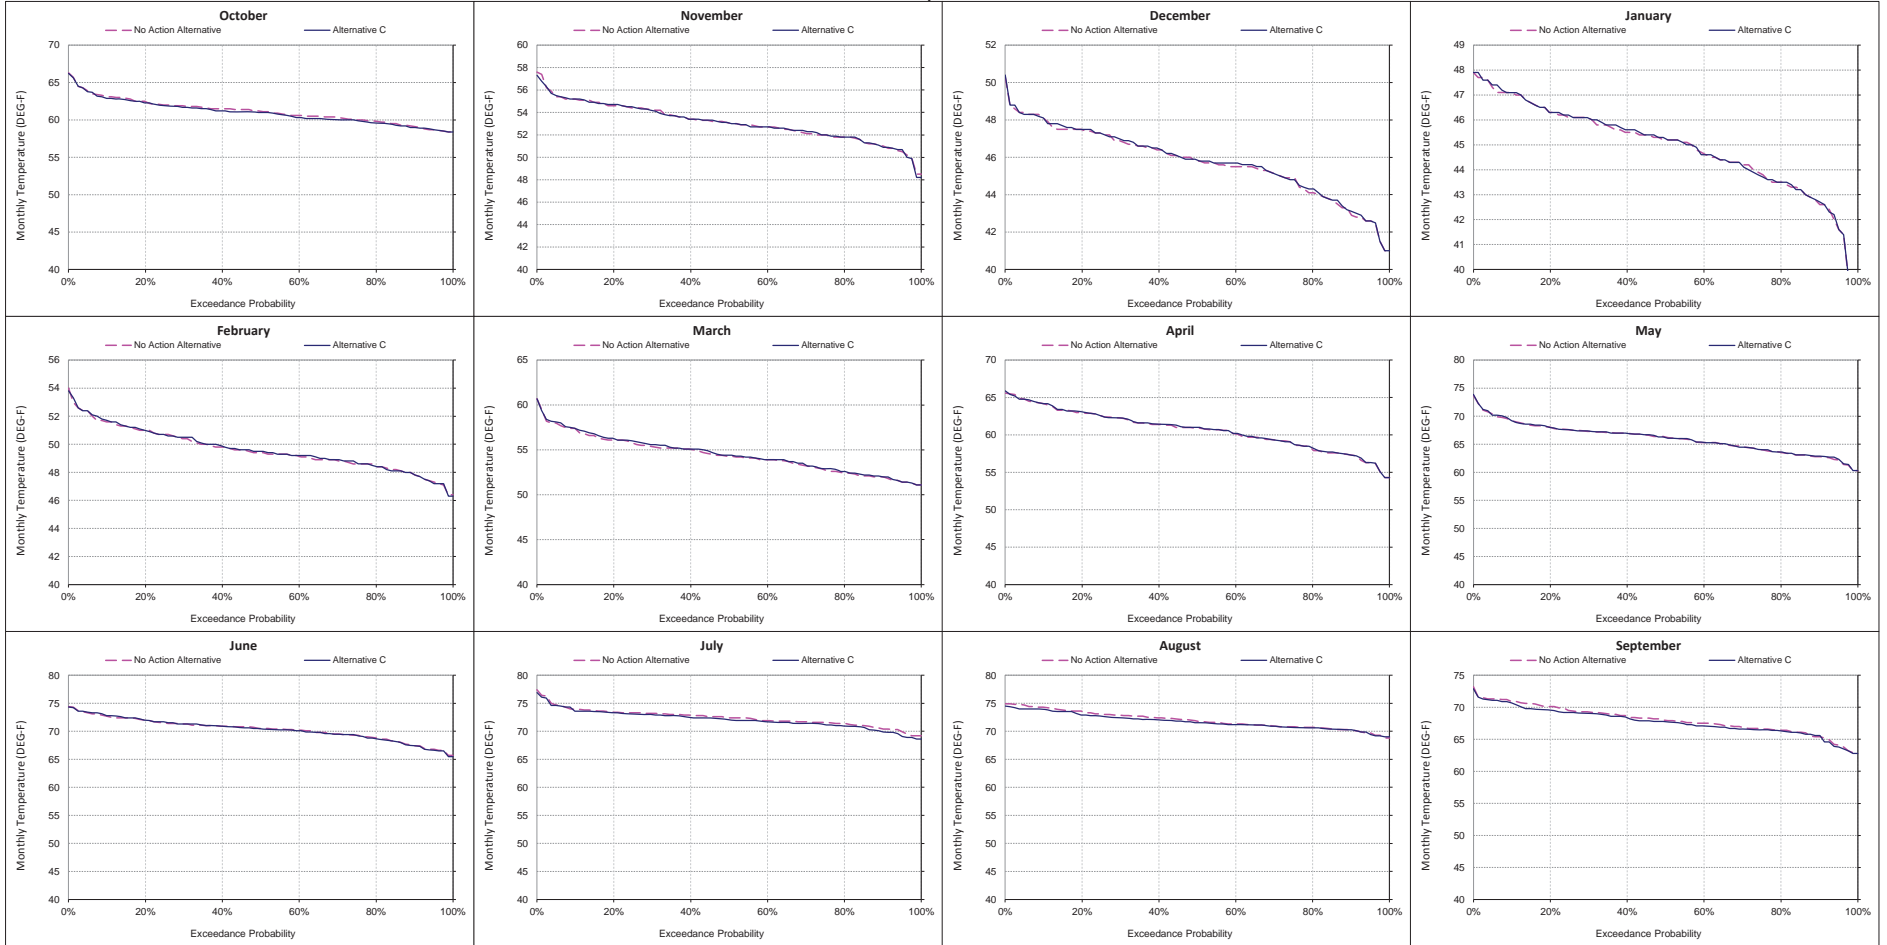 October
No Action Alternative
Alternative C
Monthly Temperature (DEG-F)
70
65
60
55
50
45
40
0% 20% 40% 60% 80% 100%
Exceedance Probability
November
No Action Alternative
Alternative C
Monthly Temperature (DEG-F)
60
58
56
54
52
50
48
46
44
42
40
0% 20% 40% 60% 80% 100%
Exceedance Probability
December
No Action Alternative
Alternative C
Monthly Temperature (DEG-F)
52
50
48
46
44
42
40
0% 20% 40% 60% 80% 100%
Exceedance Probability
January
No Action Alternative
Alternative C
Monthly Temperature (DEG-F)
49
48
47
46
45
44
43
42
41
40
0% 20% 40% 60% 80% 100%
Exceedance Probability
February
No Action Alternative
Alternative C
Monthly Temperature (DEG-F)
56
54
52
50
48
46
44
42
40
0% 20% 40% 60% 80% 100%
Exceedance Probability
March
No Action Alternative
Alternative C
Monthly Temperature (DEG-F)
65
60
55
50
45
40
0% 20% 40% 60% 80% 100%
Exceedance Probability
April
No Action Alternative
Alternative C
Monthly Temperature (DEG-F)
70
65
60
55
50
45
40
0% 20% 40% 60% 80% 100%
Exceedance Probability
May
No Action Alternative
Alternative C
Monthly Temperature (DEG-F)
80
75
70
65
60
55
50
45
40
0% 20% 40% 60% 80% 100%
Exceedance Probability
June
No Action Alternative
Alternative C
Monthly Temperature (DEG-F)
80
75
70
65
60
55
50
45
40
0% 20% 40% 60% 80% 100%
Exceedance Probability
July
No Action Alternative
Alternative C
Monthly Temperature (DEG-F)
80
75
70
65
60
55
50
45
40
0% 20% 40% 60% 80% 100%
Exceedance Probability
August
No Action Alternative
Alternative C
Monthly Temperature (DEG-F)
80
75
70
65
60
55
50
45
40
0% 20% 40% 60% 80% 100%
Exceedance Probability
September
No Action Alternative
Alternative C
Monthly Temperature (DEG-F)
75
70
65
60
55
50
45
40
0% 20% 40% 60% 80% 100%
Exceedance Probability